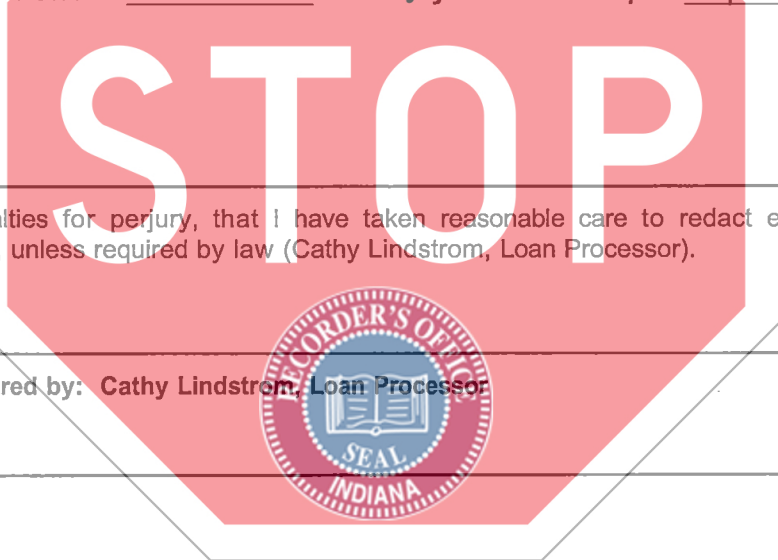 STOP
alties for perjury, that I have taken reasonable care to redact e
unless required by law (Cathy Lindstrom, Loan Processor).
RECORDER'S OFFICE
red by: Cathy Lindstrom, Loan Processor
SEAL
INDIANA